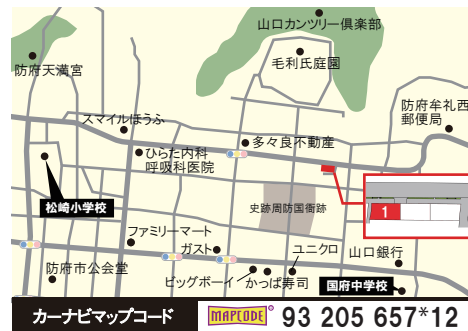 山口カンツリー倶楽部
毛利氏庭園
防府天満宮
防府牟礼西
郵便局
スマイルほうふ
多々良不動産
ひらた内科
呼吸科医院
松崎小学校
史跡周防国衙跡
1
ファミリーマート
ガスト
ユニクロ
山口銀行
防府市公会堂
ビッグボーイ
かっぱ寿司
国府中学校
カーナビマップコード
MAPCODE
93 205 657*12